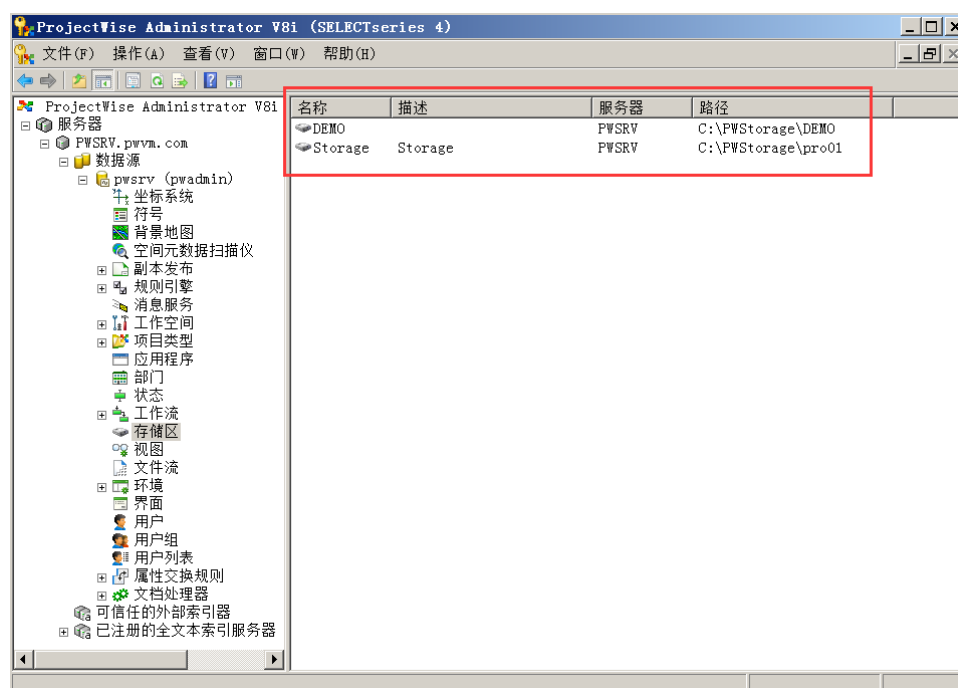 ProjectWise Administrator V8i (SELECTseries 4)
文件(F) 操作(A) 查看(V) 窗口(W) 帮助(H)
ProjectWise Administrator V8i
服务器
PWSRV.pwvm.com
数据源
pwsrv (pwadmin)
坐标系统
符号
背景地图
空间元数据扫描仪
副本发布
规则引擎
消息服务
工作空间
项目类型
应用程序
部门
状态
工作流
存储区
视图
文件流
环境
界面
用户
用户组
用户列表
属性交换规则
文档处理器
可信任的外部索引器
已注册的全文本索引服务器
名称 描述 服务器 路径
DEMO PWSRV C:\PWStorage\DEMO
Storage Storage PWSRV C:\PWStorage\pro01